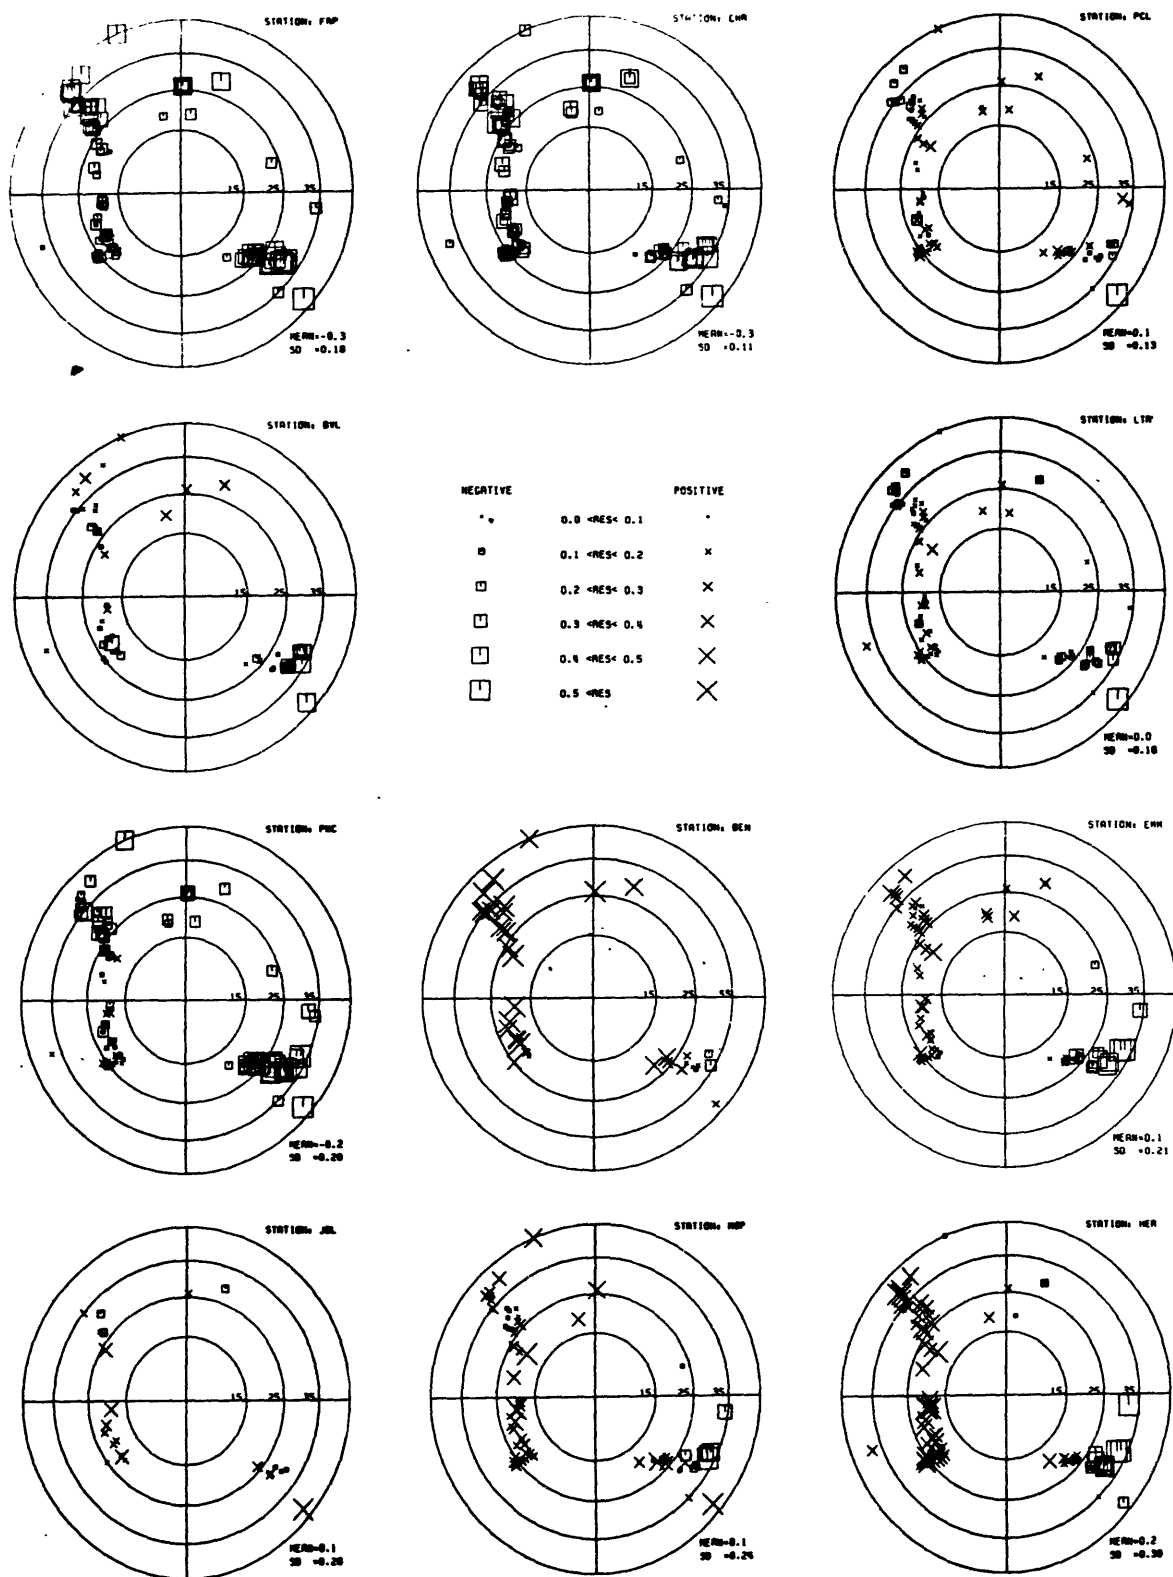 STATION: FRP
15 25 35
MEAN=-0.3
SD =0.18
STATION: CHR
15 25 35
MEAN=-0.3
SD =0.11
STATION: PCL
15 25 35
MEAN=0.1
SD =0.13
STATION: BVL
15 25 35
NEGATIVE POSITIVE
0.0 <RES< 0.1
0.1 <RES< 0.2
0.2 <RES< 0.3
0.3 <RES< 0.4
0.4 <RES< 0.5
0.5 <RES
STATION: LTR
15 25 35
MEAN=0.0
SD =0.18
STATION: PNC
15 25 35
MEAN=-0.2
SD =0.20
STATION: BEN
15 25 35
STATION: EMM
15 25 35
MEAN=0.1
SD =0.21
STATION: JBL
15 25 35
MEAN=0.1
SD =0.20
STATION: MOP
15 25 35
MEAN=0.1
SD =0.24
STATION: HER
15 25 35
MEAN=0.2
SD =0.30